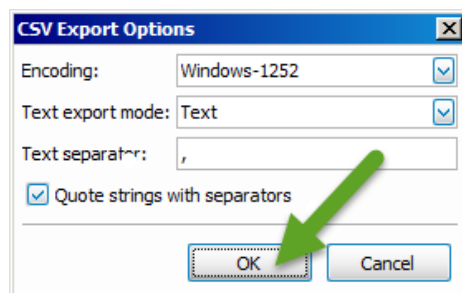 CSV Export Options
Encoding: Windows-1252
Text export mode: Text
Text separator: ,
Quote strings with separators
OK Cancel